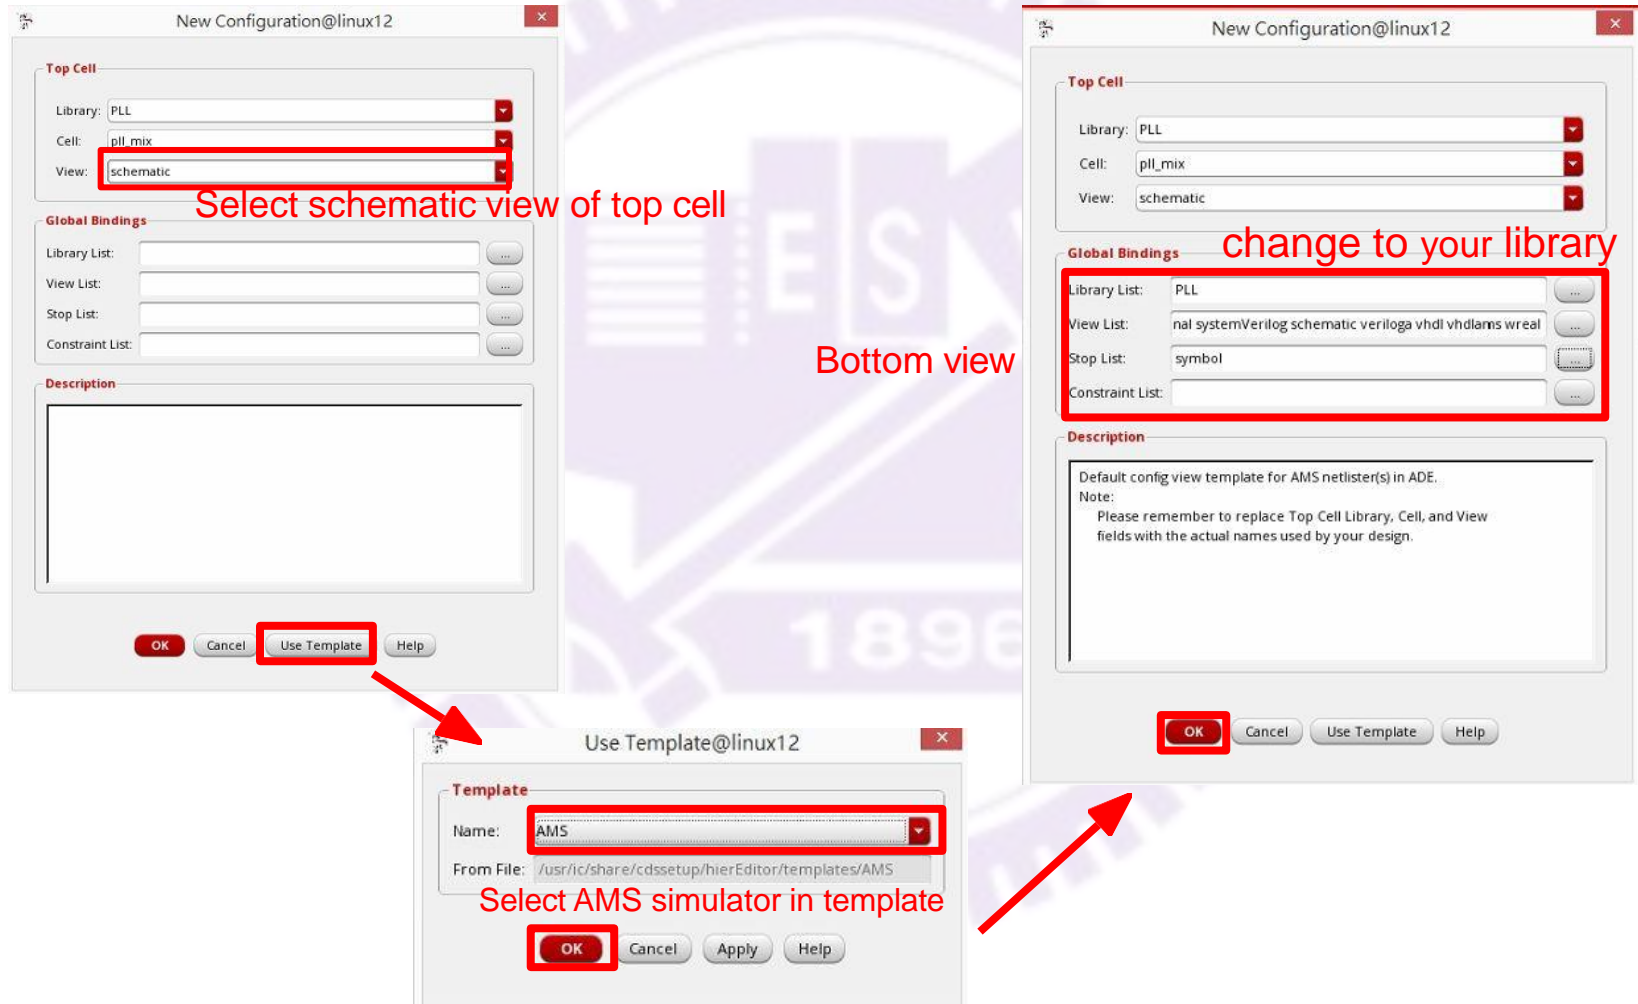 New Configuration@linux12
Top Cell
Library: PLL
Cell: pll_mix
View: schematic
Select schematic view of top cell
Global Bindings
Library List: ...
View List: ...
Stop List: ...
Constraint List: ...
Description
OK Cancel Use Template Help
Use Template@linux12
Template
Name: AMS
From File: /usr/ic/share/cdssetup/hierEditor/templates/AMS
Select AMS simulator in template
OK Cancel Apply Help
New Configuration@linux12
Top Cell
Library: PLL
Cell: pll_mix
View: schematic
change to your library
Global Bindings
Library List: PLL ...
View List: nal systemVerilog schematic veriloga vhdl vhdlams wreal ...
Bottom view
Stop List: symbol ...
Constraint List: ...
Description
Default config view template for AMS netlister(s) in ADE.
Note:
Please remember to replace Top Cell Library, Cell, and View
fields with the actual names used by your design.
OK Cancel Use Template Help
ES
1896